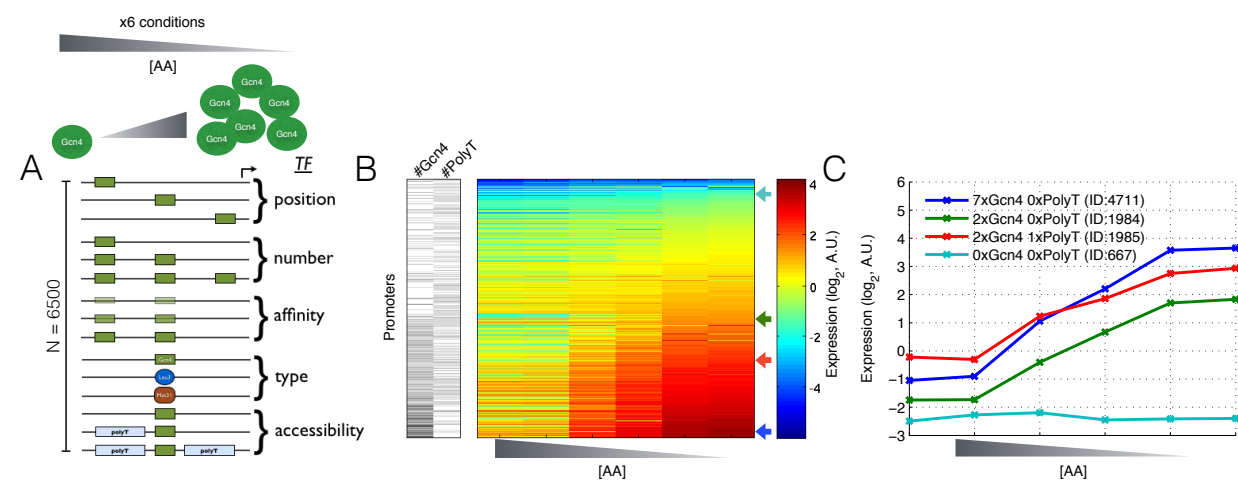 x6 conditions
[AA]
Gcn4
Gcn4
Gcn4
Gcn4
Gcn4
Gcn4
Gcn4
A
TF
N = 6500
position
number
affinity
Gcn4
Leu3
type
polyT
accessibility
polyT
polyT
B
#Gcn4
#PolyT
Promoters
4
2
0
−2
-4
Expression (log2, A.U.)
[AA]
C
6
5
4
3
2
1
0
−1
−2
−3
Expression (log2, A.U.)
7xGcn4 0xPolyT (ID:4711)
2xGcn4 0xPolyT (ID:1984)
2xGcn4 1xPolyT (ID:1985)
0xGcn4 0xPolyT (ID:667)
[AA]